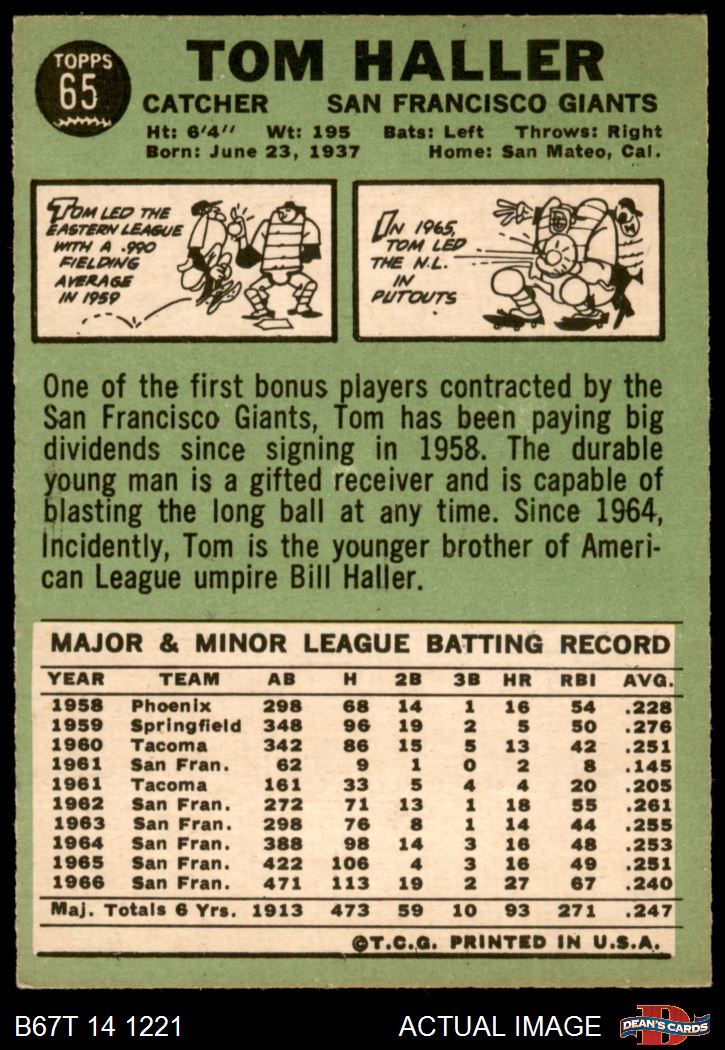 TOPPS
65
TOM HALLER
CATCHER SAN FRANCISCO GIANTS
Ht: 6'4" Wt: 195 Bats: Left Throws: Right
Born: June 23, 1937 Home: San Mateo, Cal.
TOM LED THE
EASTERN LEAGUE
WITH A .990
FIELDING
AVERAGE
IN 1959
IN 1965,
TOM LED
THE N.L.
IN
PUTOUTS
One of the first bonus players contracted by the
San Francisco Giants, Tom has been paying big
dividends since signing in 1958. The durable
young man is a gifted receiver and is capable of
blasting the long ball at any time. Since 1964,
Incidently, Tom is the younger brother of Ameri-
can League umpire Bill Haller.
MAJOR & MINOR LEAGUE BATTING RECORD
YEAR TEAM AB H 2B 3B HR RBI AVG.
1958 Phoenix 298 68 14 1 16 54 .228
1959 Springfield 348 96 19 2 5 50 .276
1960 Tacoma 342 86 15 5 13 42 .251
1961 San Fran. 62 9 1 0 2 8 .145
1961 Tacoma 161 33 5 4 4 20 .205
1962 San Fran. 272 71 13 1 18 55 .261
1963 San Fran. 298 76 8 1 14 44 .255
1964 San Fran. 388 98 14 3 16 48 .253
1965 San Fran. 422 106 4 3 16 49 .251
1966 San Fran. 471 113 19 2 27 67 .240
Maj. Totals 6 Yrs. 1913 473 59 10 93 271 .247
©T.C.G. PRINTED IN U.S.A.
B67T 14 1221 ACTUAL IMAGE
DEAN'S CARDS